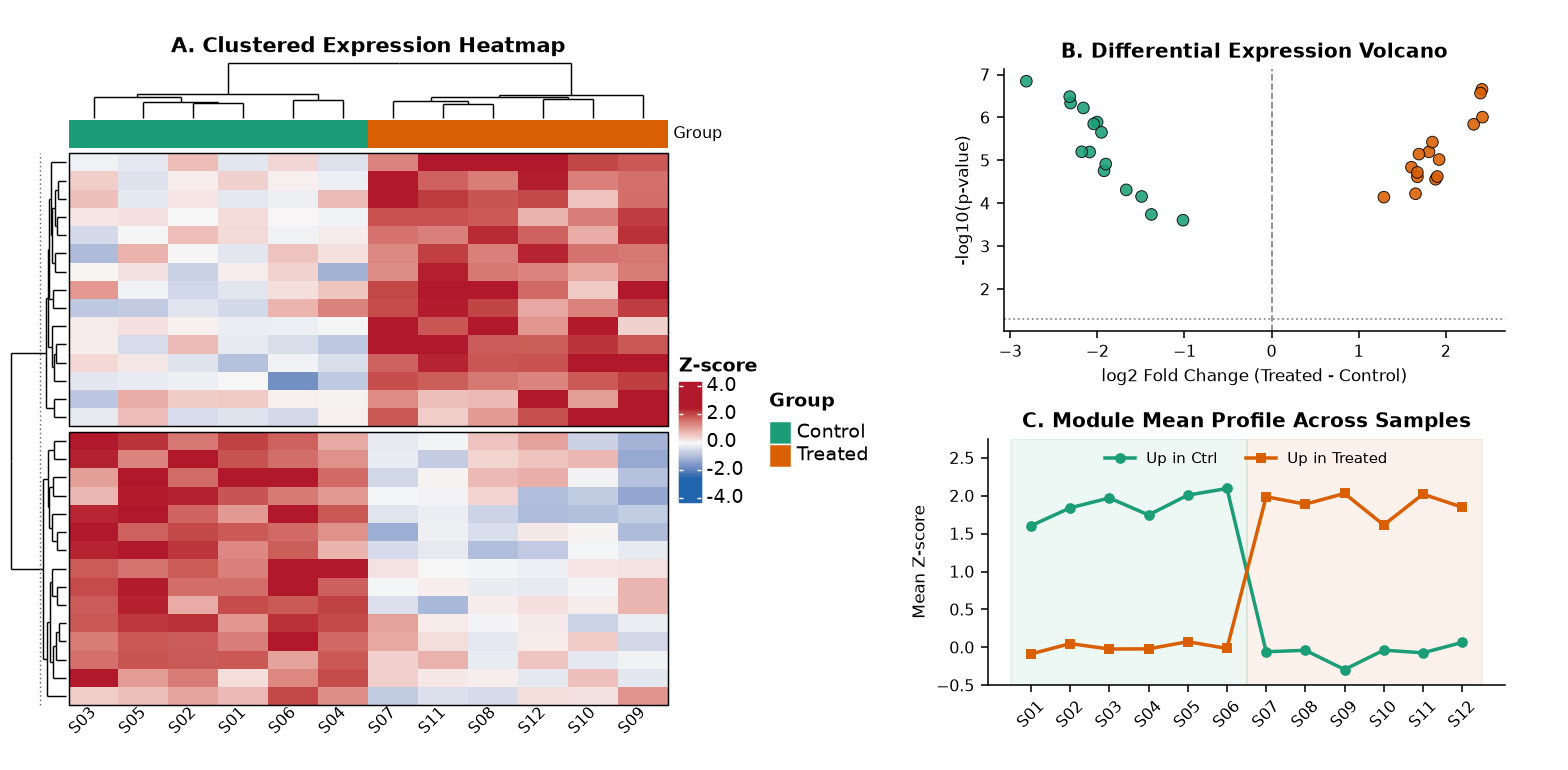 A. Clustered Expression Heatmap
Group
Z-score
4.0
2.0
0.0
-2.0
-4.0
Group
Control
Treated
S03 S05 S02 S01 S06 S04 S07 S11 S08 S12 S10 S09
B. Differential Expression Volcano
7
6
5
4
3
2
-log10(p-value)
−3 −2 −1 0 1 2
log2 Fold Change (Treated - Control)
C. Module Mean Profile Across Samples
Up in Ctrl Up in Treated
2.5
2.0
1.5
1.0
0.5
0.0
−0.5
Mean Z-score
S01 S02 S03 S04 S05 S06 S07 S08 S09 S10 S11 S12